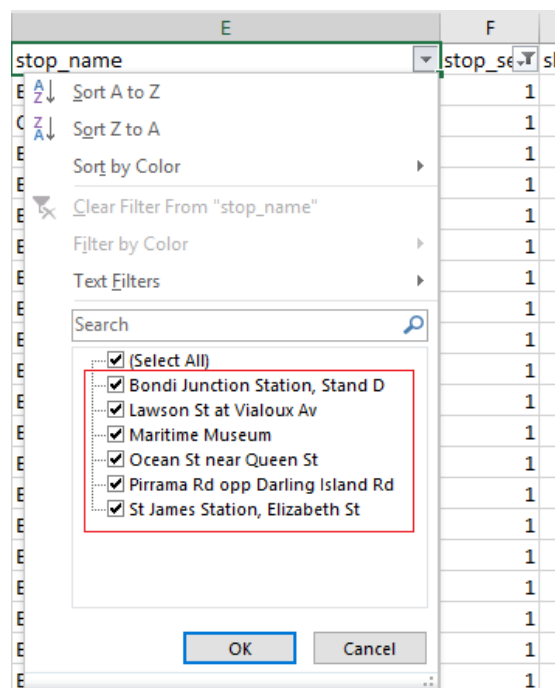 E F
stop_name stop_se
Sort A to Z 1
Sort Z to A 1
Sort by Color 1
1
Clear Filter From "stop_name" 1
Filter by Color 1
Text Filters 1
1
Search 1
(Select All) 1
Bondi Junction Station, Stand D 1
Lawson St at Vialoux Av 1
Maritime Museum 1
Ocean St near Queen St 1
Pirrama Rd opp Darling Island Rd 1
St James Station, Elizabeth St 1
1
1
1
1
OK Cancel 1
1